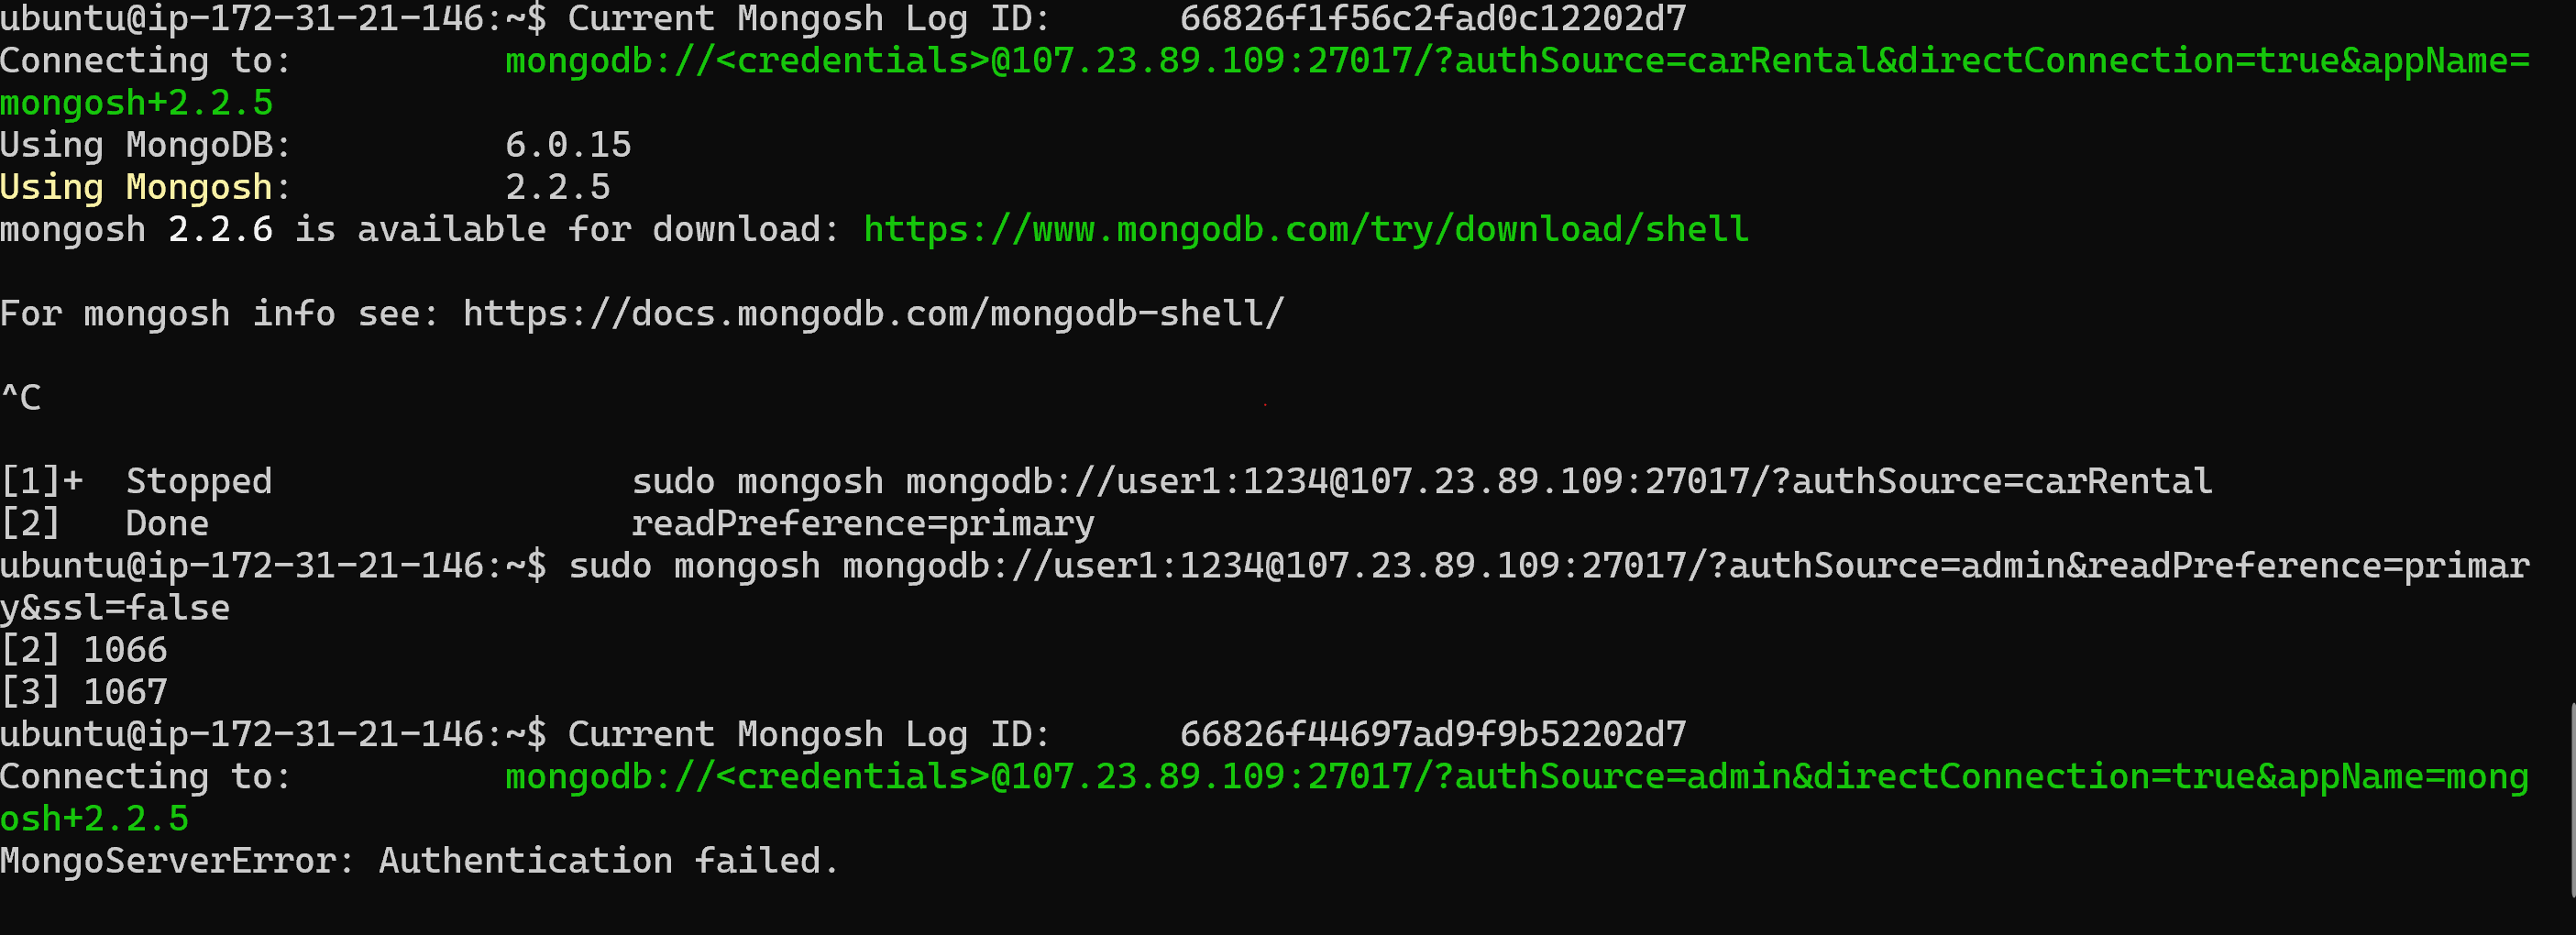 ubuntu@ip-172-31-21-146:~$ Current Mongosh Log ID:      66826f1f56c2fad0c12202d7
Connecting to:          mongodb://<credentials>@107.23.89.109:27017/?authSource=carRental&directConnection=true&appName=
mongosh+2.2.5
Using MongoDB:          6.0.15
Using Mongosh:          2.2.5
mongosh 2.2.6 is available for download: https://www.mongodb.com/try/download/shell
For mongosh info see: https://docs.mongodb.com/mongodb-shell/
^C
[1]+  Stopped                 sudo mongosh mongodb://user1:1234@107.23.89.109:27017/?authSource=carRental
[2]   Done                    readPreference=primary
ubuntu@ip-172-31-21-146:~$ sudo mongosh mongodb://user1:1234@107.23.89.109:27017/?authSource=admin&readPreference=primar
y&ssl=false
[2] 1066
[3] 1067
ubuntu@ip-172-31-21-146:~$ Current Mongosh Log ID:      66826f44697ad9f9b52202d7
Connecting to:          mongodb://<credentials>@107.23.89.109:27017/?authSource=admin&directConnection=true&appName=mong
osh+2.2.5
MongoServerError: Authentication failed.